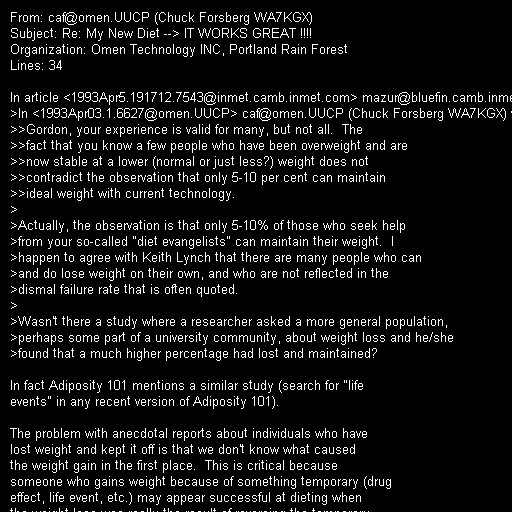 From: caf@omen.UUCP (Chuck Forsberg WA7KGX)
Subject: Re: My New Diet --> IT WORKS GREAT !!!!
Organization: Omen Technology INC, Portland Rain Forest
Lines: 34

In article <1993Apr5.191712.7543@inmet.camb.inmet.com> mazur@bluefin.camb.inme
>In <1993Apr03.1.6627@omen.UUCP> caf@omen.UUCP (Chuck Forsberg WA7KGX)
>>Gordon, your experience is valid for many, but not all.  The
>>fact that you know a few people who have been overweight and are
>>now stable at a lower (normal or just less?) weight does not
>>contradict the observation that only 5-10 per cent can maintain
>>ideal weight with current technology.
>
>Actually, the observation is that only 5-10% of those who seek help
>from your so-called "diet evangelists" can maintain their weight.  I
>happen to agree with Keith Lynch that there are many people who can
>and do lose weight on their own, and who are not reflected in the
>dismal failure rate that is often quoted.
>
>Wasn't there a study where a researcher asked a more general population,
>perhaps some part of a university community, about weight loss and he/she
>found that a much higher percentage had lost and maintained?

In fact Adiposity 101 mentions a similar study (search for "life
events" in any recent version of Adiposity 101).

The problem with anecdotal reports about individuals who have
lost weight and kept it off is that we don't know what caused
the weight gain in the first place.  This is critical because
someone who gains weight because of something temporary (drug
effect, life event, etc.) may appear successful at dieting when
the weight loss was really the result of reversing the temporary